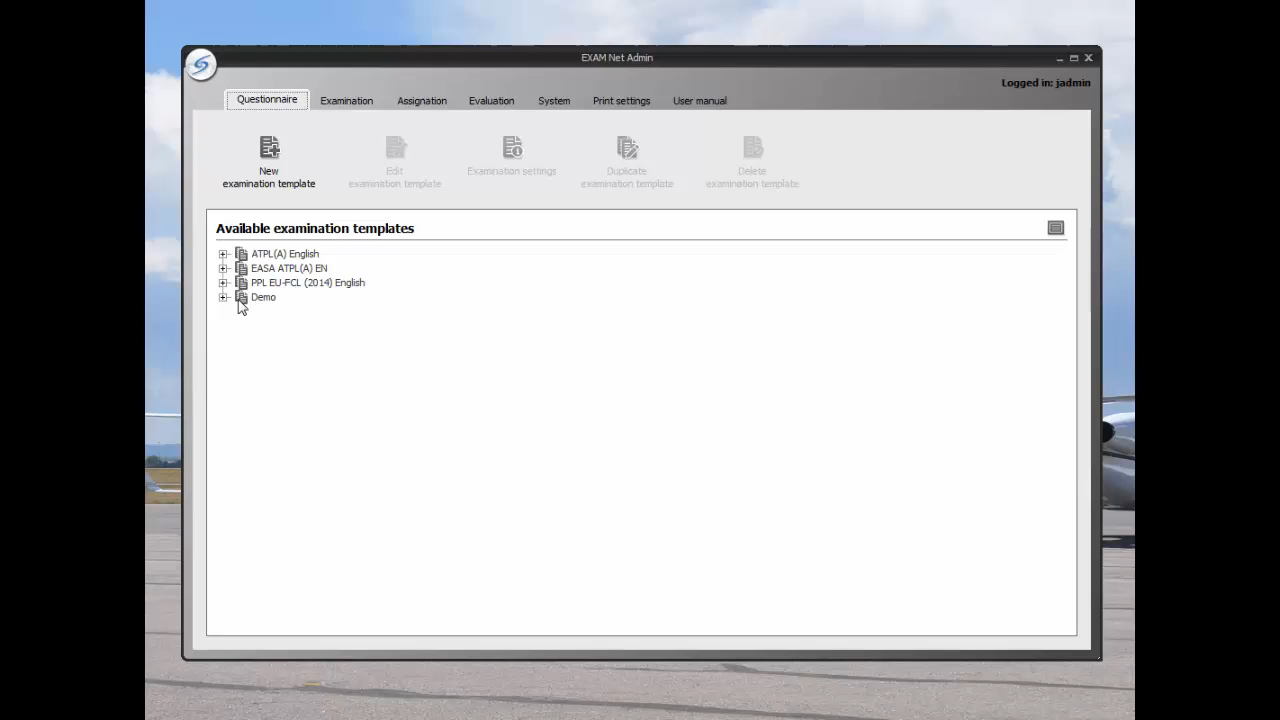 EXAM Net Admin
Logged in: jadmin
Questionnaire
Examination
Assignation
Evaluation
System
Print settings
User manual
New
examination template
Edit
examination template
Examination settings
Duplicate
examination template
Delete
examination template
Available examination templates
ATPL(A) English
EASA ATPL(A) EN
PPL EU-FCL (2014) English
Demo